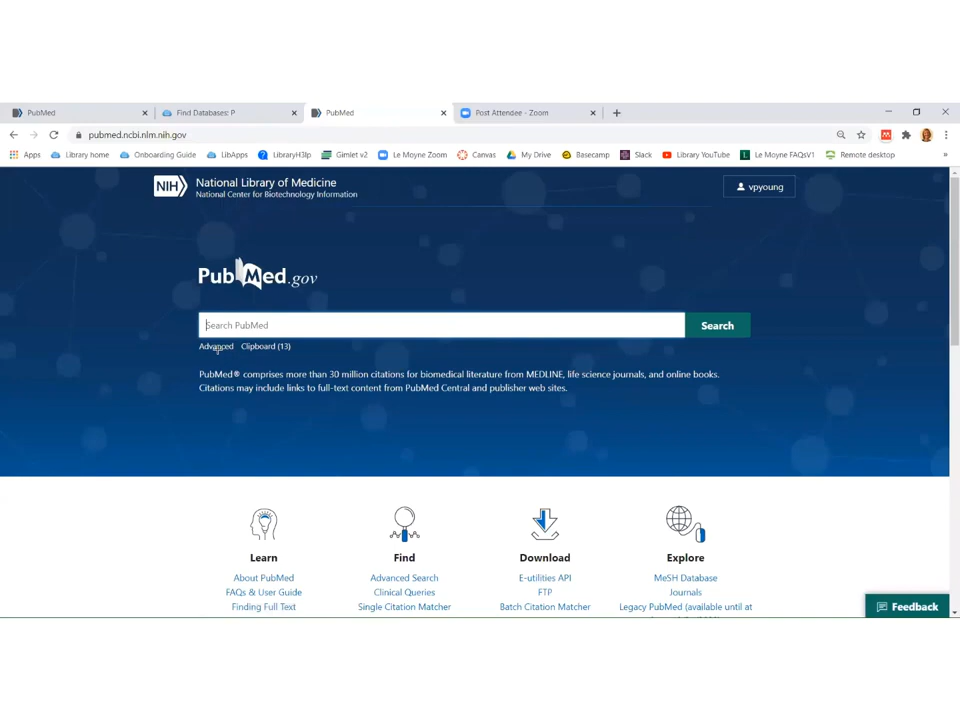 PubMed
Find Databases: P
PubMed
Post Attendee - Zoom
pubmed.ncbi.nlm.nih.gov
Apps Library home Onboarding Guide LibApps LibraryH3lp Gimlet v2 Le Moyne Zoom Canvas My Drive Basecamp Slack Library YouTube Le Moyne FAQsV1 Remote desktop »
NIH National Library of Medicine
National Center for Biotechnology Information
vpyoung
PubMed.gov
Search PubMed
Search
Advanced Clipboard (13)
PubMed® comprises more than 30 million citations for biomedical literature from MEDLINE, life science journals, and online books.
Citations may include links to full-text content from PubMed Central and publisher web sites.
Learn Find Download Explore
About PubMed Advanced Search E-utilities API MeSH Database
FAQs & User Guide Clinical Queries FTP Journals
Finding Full Text Single Citation Matcher Batch Citation Matcher Legacy PubMed (available until at
Feedback